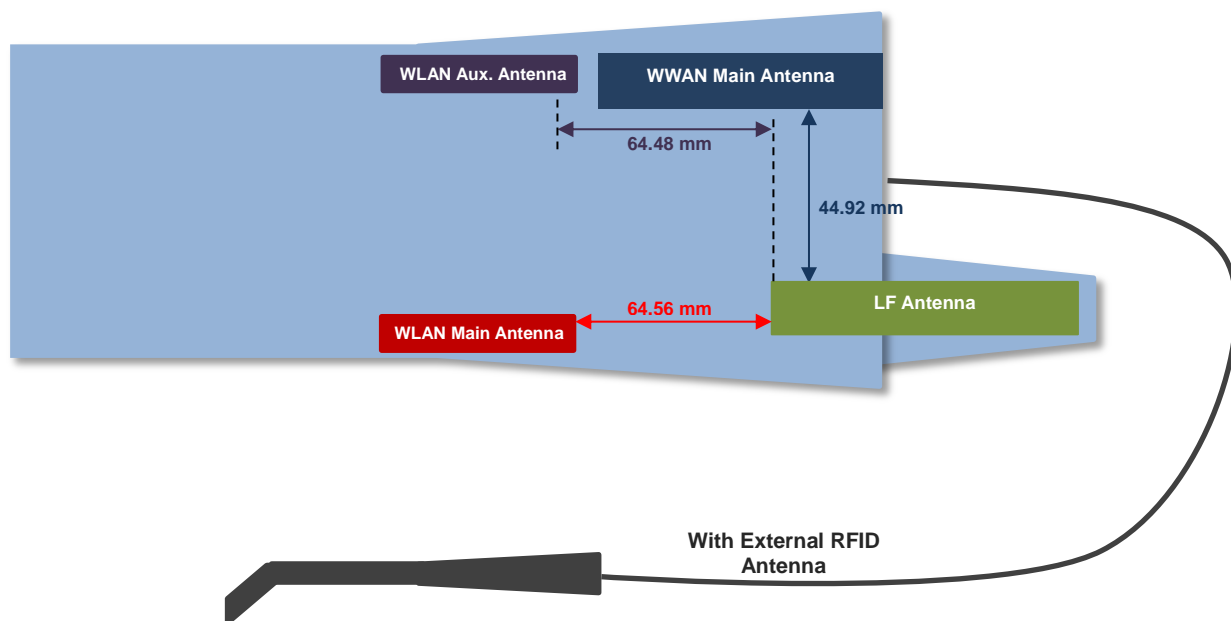 WLAN Aux. Antenna
WWAN Main Antenna
64.48 mm
44.92 mm
LF Antenna
64.56 mm
WLAN Main Antenna
With External RFID
Antenna